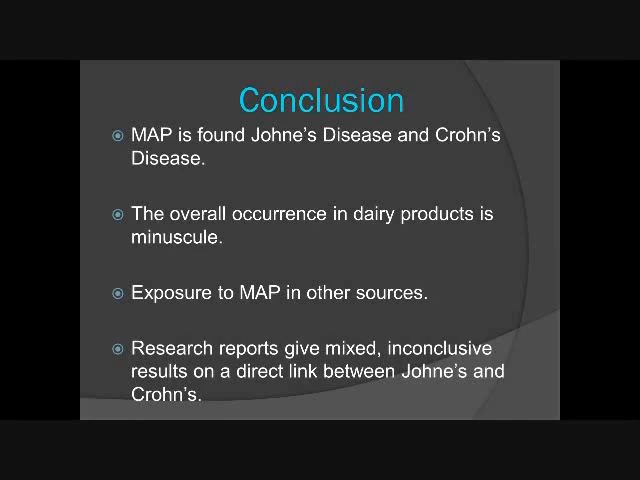 Conclusion
MAP is found Johne's Disease and Crohn's
Disease.
The overall occurrence in dairy products is
minuscule.
Exposure to MAP in other sources.
Research reports give mixed, inconclusive
results on a direct link between Johne's and
Crohn's.